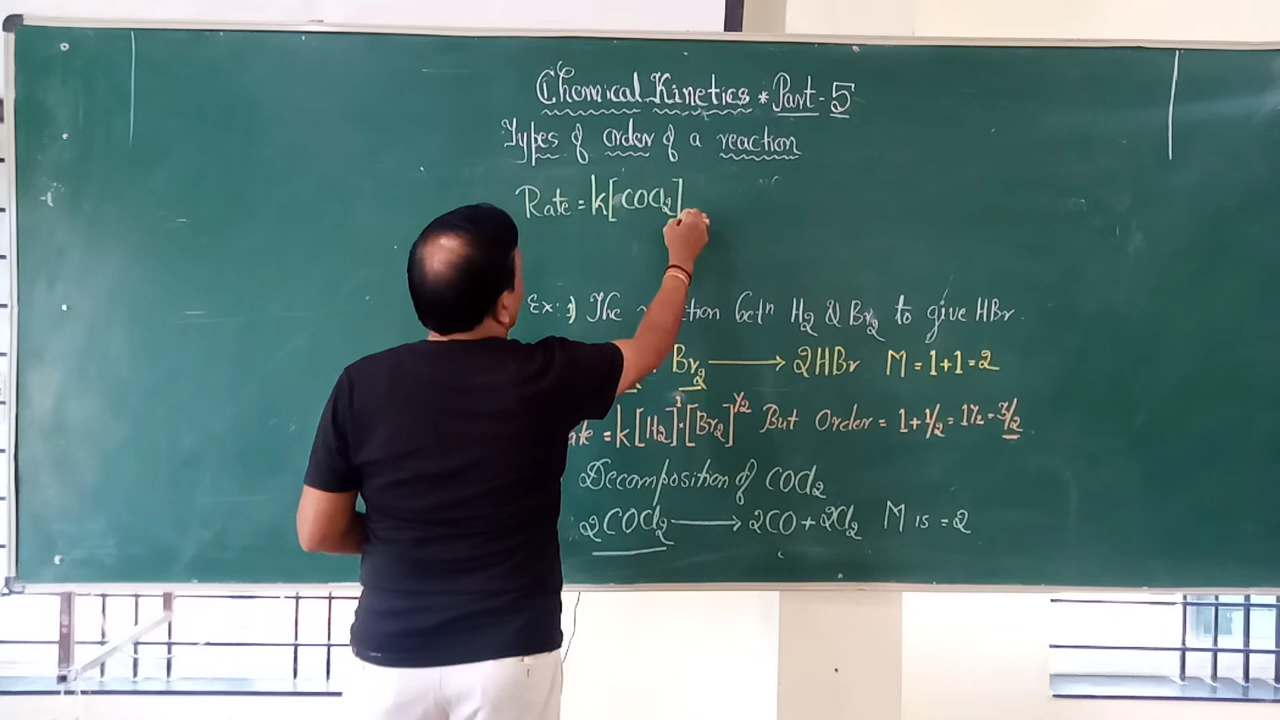 Chemical Kinetics * Part - 5
Types of order of a reaction
Rate = k[COCl2]
Ex: 1) The betn H2 & Br2 to give HBr.
Br2 ⟶ 2HBr M = 1+1 = 2
= k[H2]^1·[Br2]^1/2 But Order = 1+1/2 = 1½ = 3/2
Decomposition of COCl2
2COCl2 ⟶ 2CO + 2Cl2 M is = 2